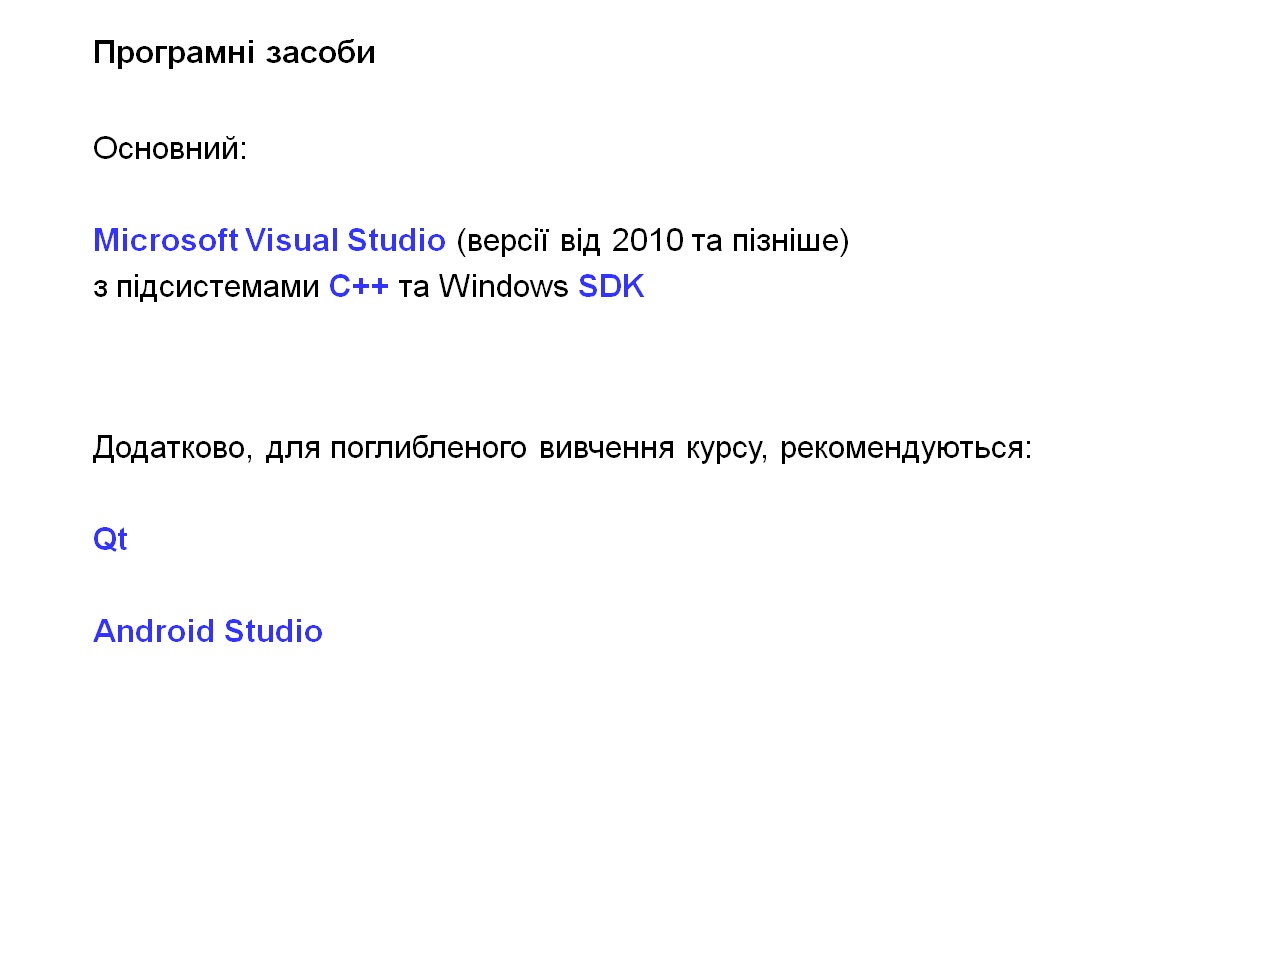 Програмні засоби
Основний:
Microsoft Visual Studio (версії від 2010 та пізніше)
з підсистемами C++ та Windows SDK
Додатково, для поглибленого вивчення курсу, рекомендуються:
Qt
Android Studio